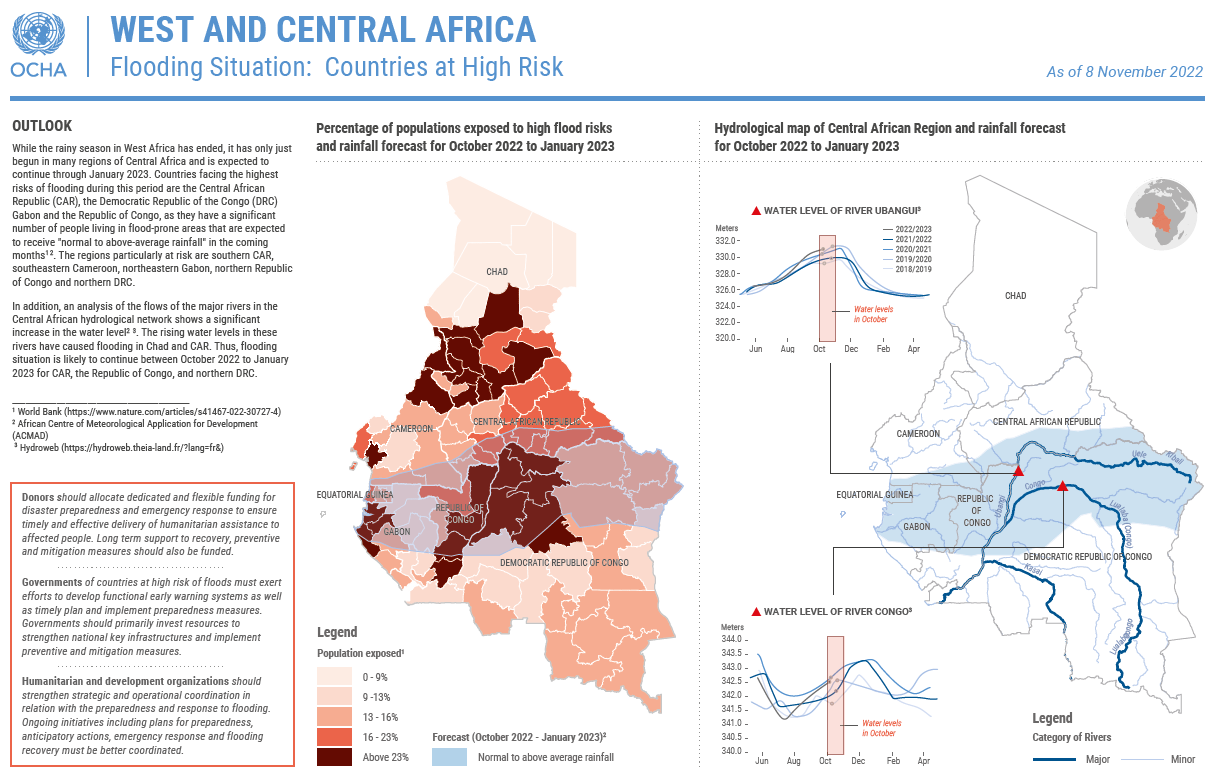 OCHA
WEST AND CENTRAL AFRICA
Flooding Situation: Countries at High Risk
As of 8 November 2022
OUTLOOK
While the rainy season in West Africa has ended, it has only just
begun in many regions of Central Africa and is expected to
continue through January 2023. Countries facing the highest
risks of flooding during this period are the Central African
Republic (CAR), the Democratic Republic of the Congo (DRC)
Gabon and the Republic of Congo, as they have a significant
number of people living in flood-prone areas that are expected
to receive "normal to above-average rainfall" in the coming
months¹². The regions particularly at risk are southern CAR,
southeastern Cameroon, northeastern Gabon, northern Republic
of Congo and northern DRC.
In addition, an analysis of the flows of the major rivers in the
Central African hydrological network shows a significant
increase in the water level² ³. The rising water levels in these
rivers have caused flooding in Chad and CAR. Thus, flooding
situation is likely to continue between October 2022 to January
2023 for CAR, the Republic of Congo, and northern DRC.
¹ World Bank (https://www.nature.com/articles/s41467-022-30727-4)
² African Centre of Meteorological Application for Development
(ACMAD)
³ Hydroweb (https://hydroweb.theia-land.fr/?lang=fr&)
Donors should allocate dedicated and flexible funding for
disaster preparedness and emergency response to ensure
timely and effective delivery of humanitarian assistance to
affected people. Long term support to recovery, preventive
and mitigation measures should also be funded.
Governments of countries at high risk of floods must exert
efforts to develop functional early warning systems as well
as timely plan and implement preparedness measures.
Governments should primarily invest resources to
strengthen national key infrastructures and implement
preventive and mitigation measures.
Humanitarian and development organizations should
strengthen strategic and operational coordination in
relation with the preparedness and response to flooding.
Ongoing initiatives including plans for preparedness,
anticipatory actions, emergency response and flooding
recovery must be better coordinated.
Percentage of populations exposed to high flood risks
and rainfall forecast for October 2022 to January 2023
CHAD
CENTRAL AFRICAN REPUBLIC
CAMEROON
EQUATORIAL GUINEA
REPUBLIC OF
CONGO
GABON
DEMOCRATIC REPUBLIC OF CONGO
Legend
Population exposed¹
0 - 9%
9 -13%
13 - 16%
16 - 23%
Above 23%
Forecast (October 2022 - January 2023)²
Normal to above average rainfall
Hydrological map of Central African Region and rainfall forecast
for October 2022 to January 2023
WATER LEVEL OF RIVER UBANGUI³
Meters
332.0
330.0
328.0
326.0
324.0
322.0
320.0
2022/2023
2021/2022
2020/2021
2019/2020
2018/2019
Water levels
in October
Jun Aug Oct Dec Feb Apr
CHAD
CENTRAL AFRICAN REPUBLIC
CAMEROON
Uele
Kibali
Congo
EQUATORIAL GUINEA
REPUBLIC
OF
CONGO
Ubangi
GABON
Lualaba (Congo)
DEMOCRATIC REPUBLIC OF CONGO
Kasai
WATER LEVEL OF RIVER CONGO³
Meters
344.0
343.5
343.0
342.5
342.0
341.5
341.0
340.5
340.0
Water levels
in October
Jun Aug Oct Dec Feb Apr
Legend
Category of Rivers
Major
Minor